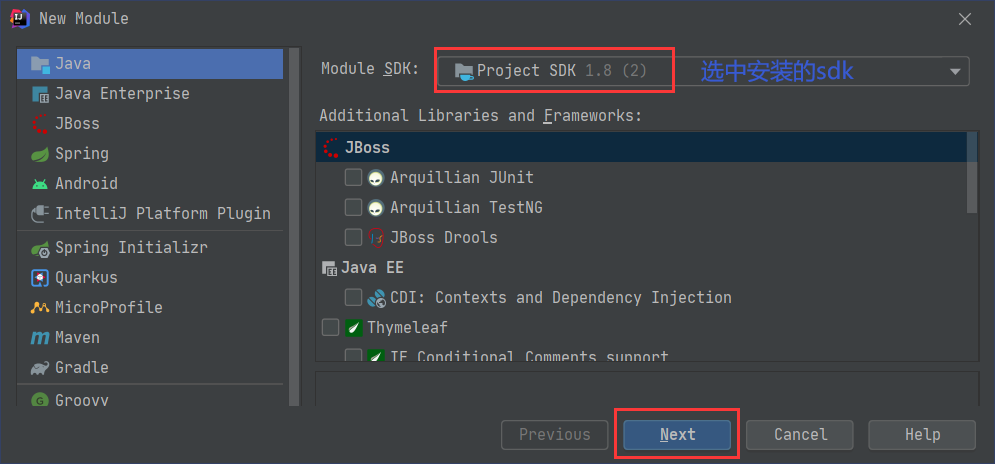 New Module
Java
Java Enterprise
JBoss
Spring
Android
IntelliJ Platform Plugin
Spring Initializr
Quarkus
MicroProfile
Maven
Gradle
Groovy
Module SDK: Project SDK 1.8 (2) 选中安装的sdk
Additional Libraries and Frameworks:
JBoss
Arquillian JUnit
Arquillian TestNG
JBoss Drools
Java EE
CDI: Contexts and Dependency Injection
Thymeleaf
IE Conditional Comments support
Previous Next Cancel Help